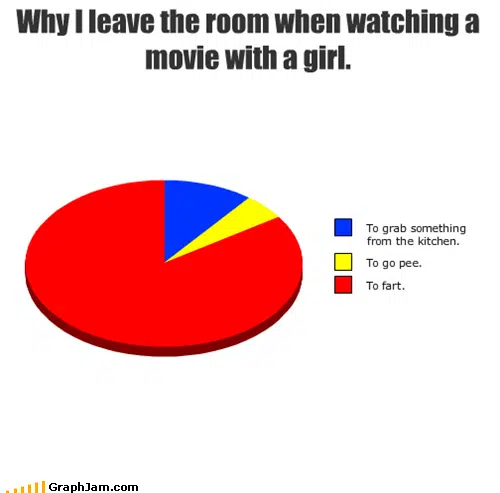 Why I leave the room when watching a
movie with a girl.
To grab something
from the kitchen.
To go pee.
To fart.
GraphJam.com